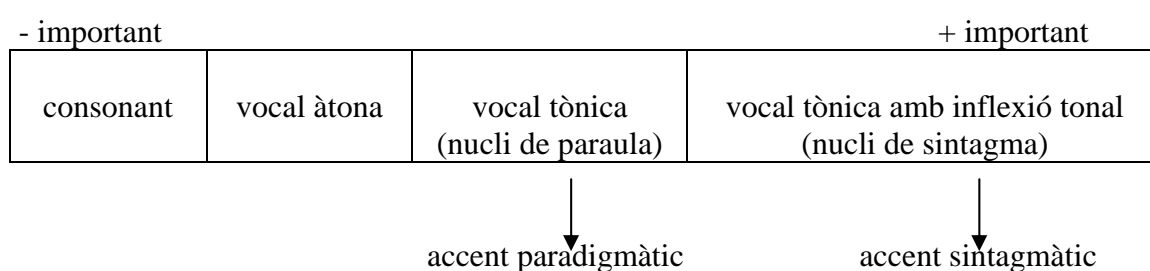 - important + important
consonant vocal àtona vocal tònica vocal tònica amb inflexió tonal
(nucli de paraula) (nucli de sintagma)
accent paradigmàtic accent sintagmàtic